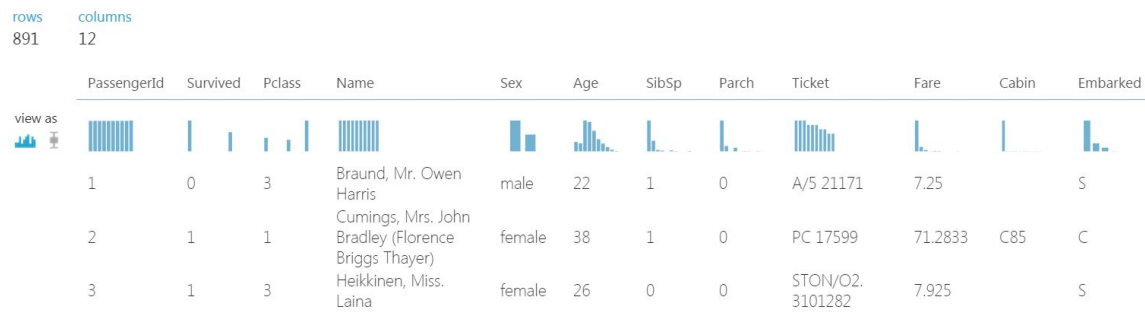 rows columns
891 12
PassengerId Survived Pclass Name Sex Age SibSp Parch Ticket Fare Cabin Embarked
view as
1 0 3 Braund, Mr. Owen Harris male 22 1 0 A/5 21171 7.25 S
2 1 1 Cumings, Mrs. John Bradley (Florence Briggs Thayer) female 38 1 0 PC 17599 71.2833 C85 C
3 1 3 Heikkinen, Miss. Laina female 26 0 0 STON/O2. 3101282 7.925 S